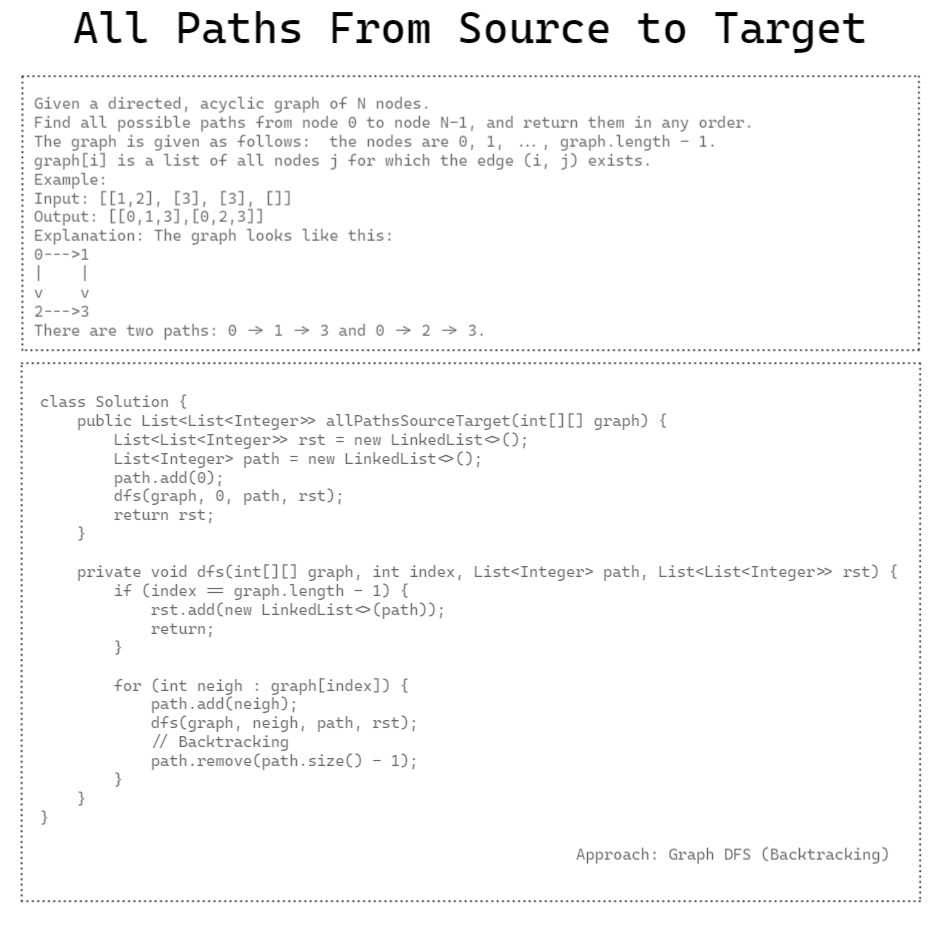 All Paths From Source to Target
Given a directed, acyclic graph of N nodes.
Find all possible paths from node 0 to node N-1, and return them in any order.
The graph is given as follows:  the nodes are 0, 1, ..., graph.length - 1.
graph[i] is a list of all nodes j for which the edge (i, j) exists.
Example:
Input: [[1,2], [3], [3], []]
Output: [[0,1,3],[0,2,3]]
Explanation: The graph looks like this:
0--->1
|    |
v    v
2--->3
There are two paths: 0 -> 1 -> 3 and 0 -> 2 -> 3.
class Solution {
    public List<List<Integer>> allPathsSourceTarget(int[][] graph) {
        List<List<Integer>> rst = new LinkedList<>();
        List<Integer> path = new LinkedList<>();
        path.add(0);
        dfs(graph, 0, path, rst);
        return rst;
    }
    private void dfs(int[][] graph, int index, List<Integer> path, List<List<Integer>> rst) {
        if (index == graph.length - 1) {
            rst.add(new LinkedList<>(path));
            return;
        }
        for (int neigh : graph[index]) {
            path.add(neigh);
            dfs(graph, neigh, path, rst);
            // Backtracking
            path.remove(path.size() - 1);
        }
    }
}
Approach: Graph DFS (Backtracking)